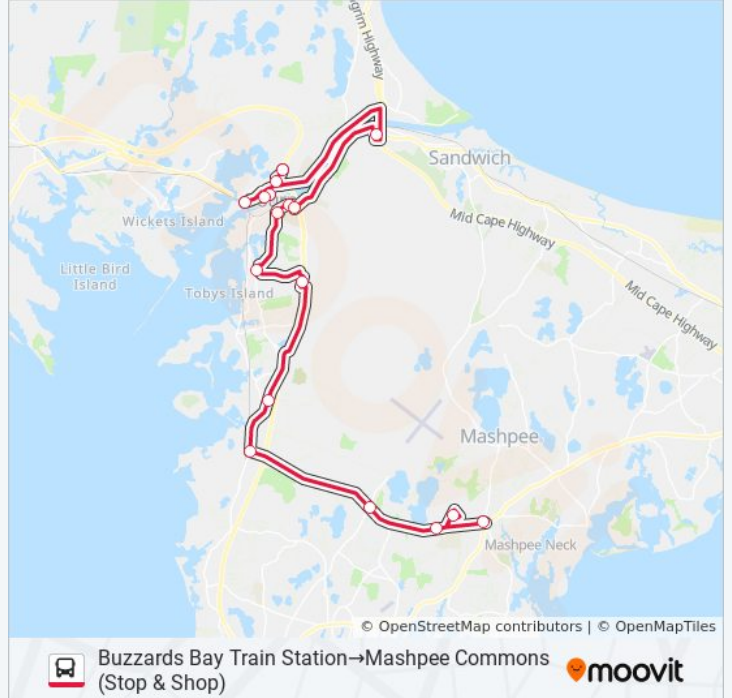 grim Highway
Sandwich
Mid Cape Highway
Wickets Island
Little Bird
Island
Tobys Island
Mid Cape Highway
Mashpee
Mashpee Neck
© OpenStreetMap contributors | © OpenMapTiles
Buzzards Bay Train Station→Mashpee Commons
(Stop & Shop)
moovit